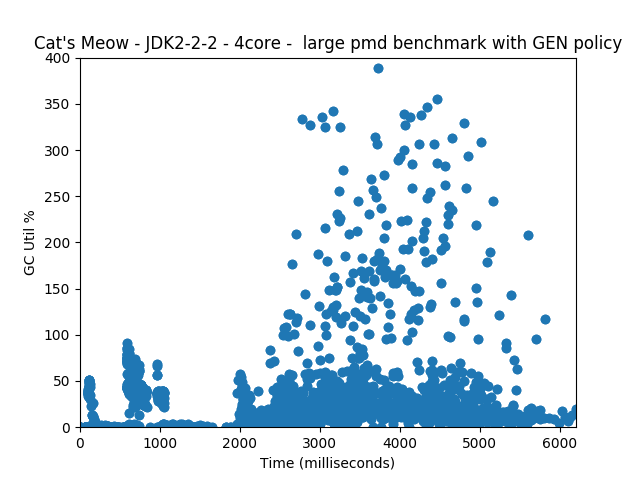 Cat's Meow - JDK2-2-2 - 4core -  large pmd benchmark with GEN policy
400
350
300
250
200
150
100
50
0
GC Util %
0 1000 2000 3000 4000 5000 6000
Time (milliseconds)